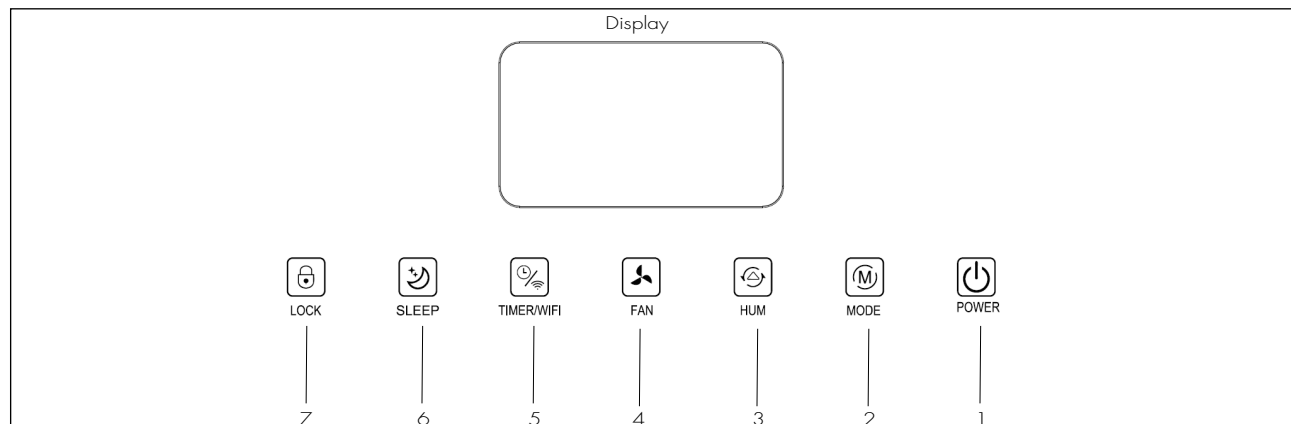 Display
M
LOCK SLEEP TIMER/WIFI FAN HUM MODE POWER
7 6 5 4 3 2 1